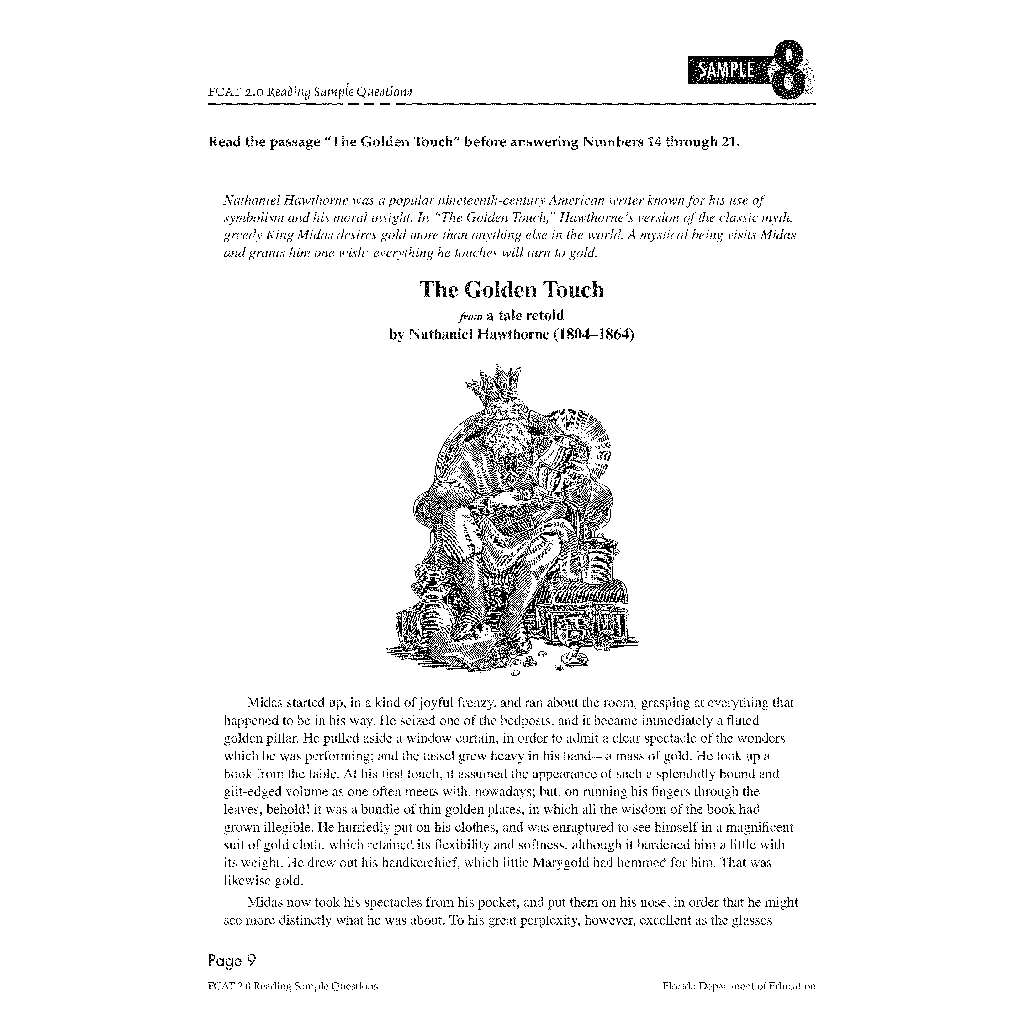 SAMPLE 8
FCAT 2.0 Reading Sample Questions
Read the passage “The Golden Touch” before answering Numbers 14 through 21.
Nathaniel Hawthorne was a popular nineteenth-century American writer known for his use of
symbolism and his moral insight. In “The Golden Touch,” Hawthorne’s version of the classic myth,
greedy King Midas desires gold more than anything else in the world. A mystical being visits Midas
and grants him one wish: everything he touches will turn to gold.
The Golden Touch
from a tale retold
by Nathaniel Hawthorne (1804–1864)
Midas started up, in a kind of joyful frenzy, and ran about the room, grasping at everything that
happened to be in his way. He seized one of the bedposts, and it became immediately a fluted
golden pillar. He pulled aside a window curtain, in order to admit a clear spectacle of the wonders
which he was performing; and the tassel grew heavy in his hand—a mass of gold. He took up a
book from the table. At his first touch, it assumed the appearance of such a splendidly bound and
gilt-edged volume as one often meets with, nowadays; but, on running his fingers through the
leaves, behold! it was a bundle of thin golden plates, in which all the wisdom of the book had
grown illegible. He hurriedly put on his clothes, and was enraptured to see himself in a magnificent
suit of gold cloth, which retained its flexibility and softness, although it burdened him a little with
its weight. He drew out his handkerchief, which little Marygold had hemmed for him. That was
likewise gold.
Midas now took his spectacles from his pocket, and put them on his nose, in order that he might
see more distinctly what he was about. To his great perplexity, however, excellent as the glasses
Page 9
FCAT 2.0 Reading Sample Questions
Florida Department of Education